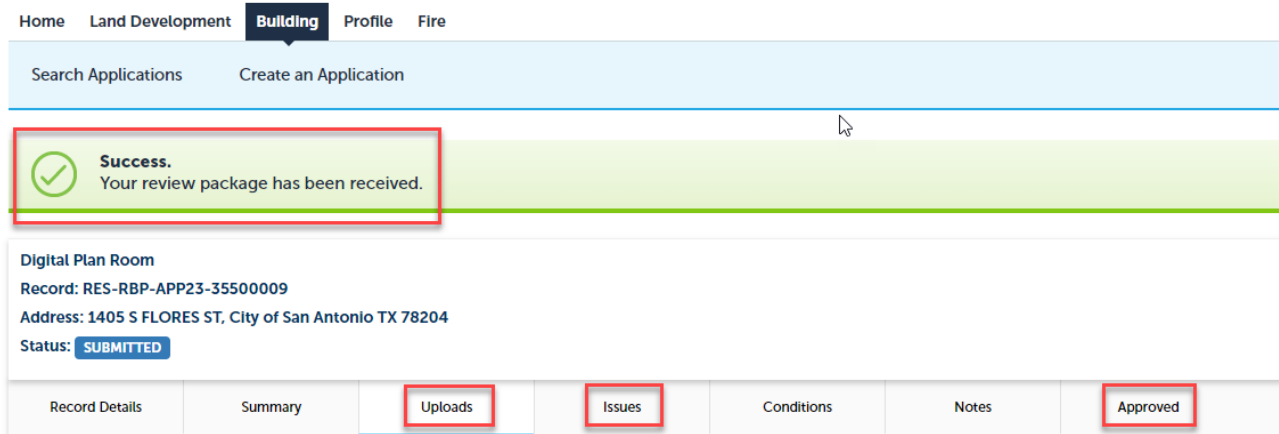 Home Land Development Building Profile Fire
Search Applications Create an Application
Success.
Your review package has been received.
Digital Plan Room
Record: RES-RBP-APP23-35500009
Address: 1405 S FLORES ST, City of San Antonio TX 78204
Status: SUBMITTED
Record Details Summary Uploads Issues Conditions Notes Approved